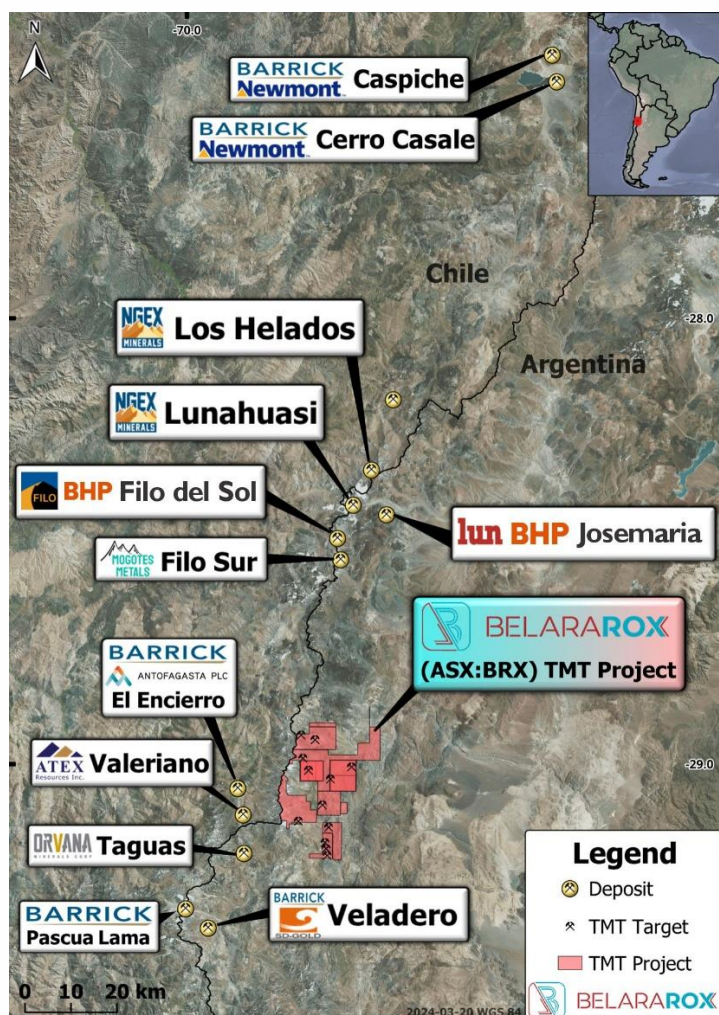 N
-70.0
BARRICK
Newmont™ Caspiche
BARRICK
Newmont™ Cerro Casale
Chile
-28.0
Argentina
NGEX
MINERALS Los Helados
NGEX
MINERALS Lunahuasi
FILO BHP Filo del Sol
lun BHP Josemaria
MOGOTES
METALS Filo Sur
BELARAROX
(ASX:BRX) TMT Project
BARRICK
ANTOFAGASTA PLC
El Encierro
ATEX
Resources Inc. Valeriano
-29.0
ORVANA
MINERALS CORP Taguas
BARRICK
Pascua Lama
BARRICK
SD-GOLD Veladero
Legend
Deposit
TMT Target
TMT Project
0 10 20 km
2024-03-20 WGS 84
BELARAROX